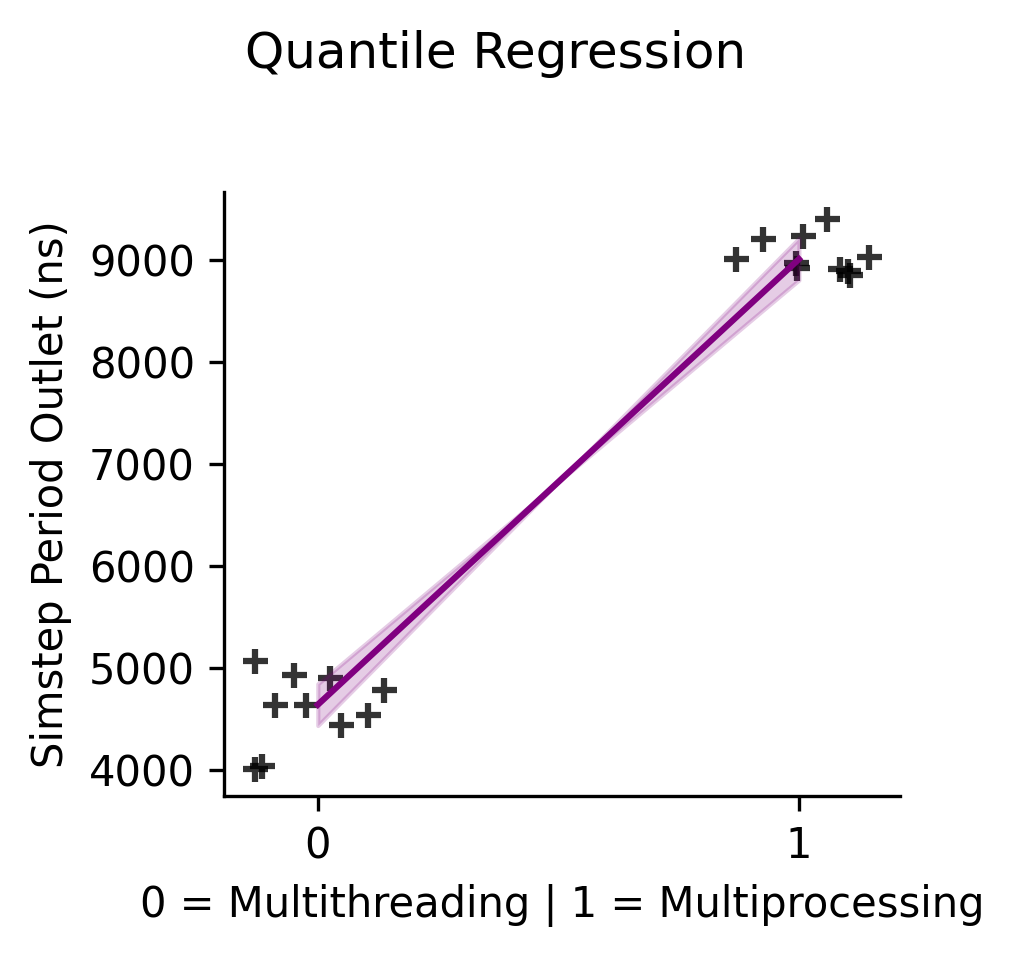 Quantile Regression
Simstep Period Outlet (ns)
9000
8000
7000
6000
5000
4000
0 1
0 = Multithreading | 1 = Multiprocessing